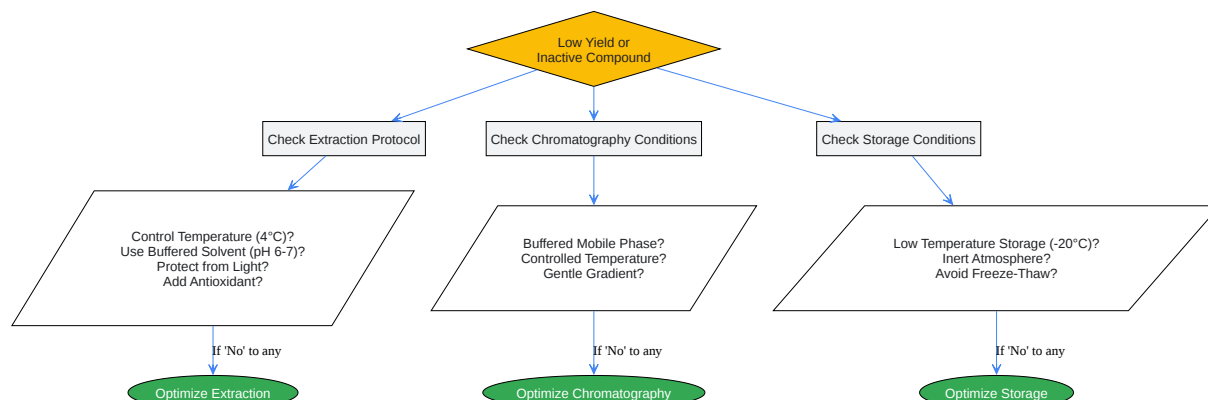 Low Yield or
Inactive Compound
Check Extraction Protocol
Check Chromatography Conditions
Check Storage Conditions
Control Temperature (4°C)?
Use Buffered Solvent (pH 6-7)?
Protect from Light?
Add Antioxidant?
Buffered Mobile Phase?
Controlled Temperature?
Gentle Gradient?
Low Temperature Storage (-20°C)?
Inert Atmosphere?
Avoid Freeze-Thaw?
If 'No' to any
If 'No' to any
If 'No' to any
Optimize Extraction
Optimize Chromatography
Optimize Storage